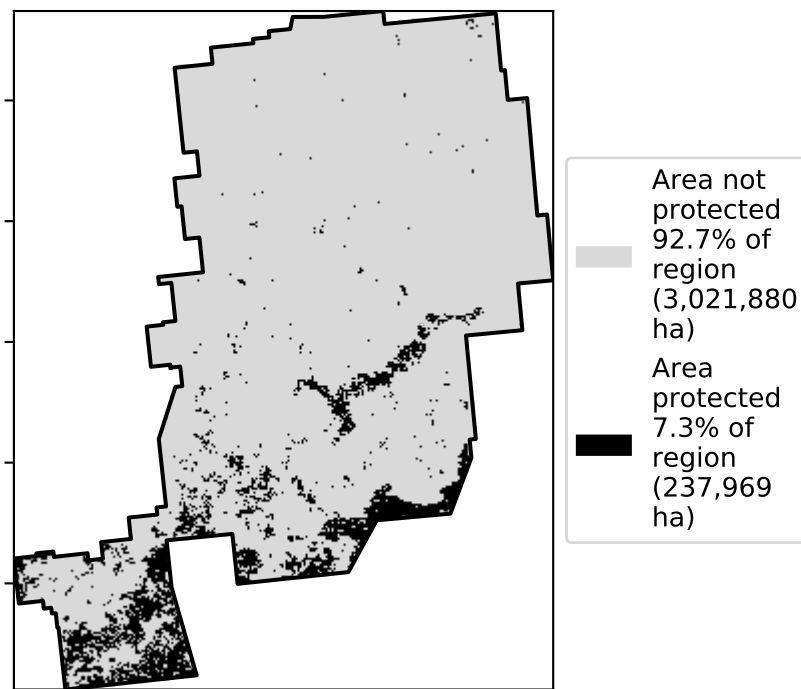 Area not
protected
92.7% of
region
(3,021,880
ha)
Area
protected
7.3% of
region
(237,969
ha)